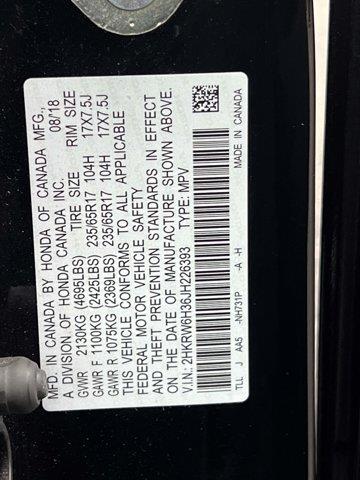 MFD. IN CANADA BY HONDA OF CANADA MFG.,
A DIVISION OF HONDA CANADA INC. 08/18
TIRE SIZE RIM SIZE
GVWR 2130KG (4695LBS)
GAWR F 1100KG (2425LBS) 235/65R17 104H 17X7.5J
GAWR R 1075KG (2369LBS) 235/65R17 104H 17X7.5J
THIS VEHICLE CONFORMS TO ALL APPLICABLE
FEDERAL MOTOR VEHICLE SAFETY
AND THEFT PREVENTION STANDARDS IN EFFECT
ON THE DATE OF MANUFACTURE SHOWN ABOVE.
V.I.N.: 2HKRW6H36JH226393 TYPE: MPV
TLL J AA5 -NH731P -A -H MADE IN CANADA